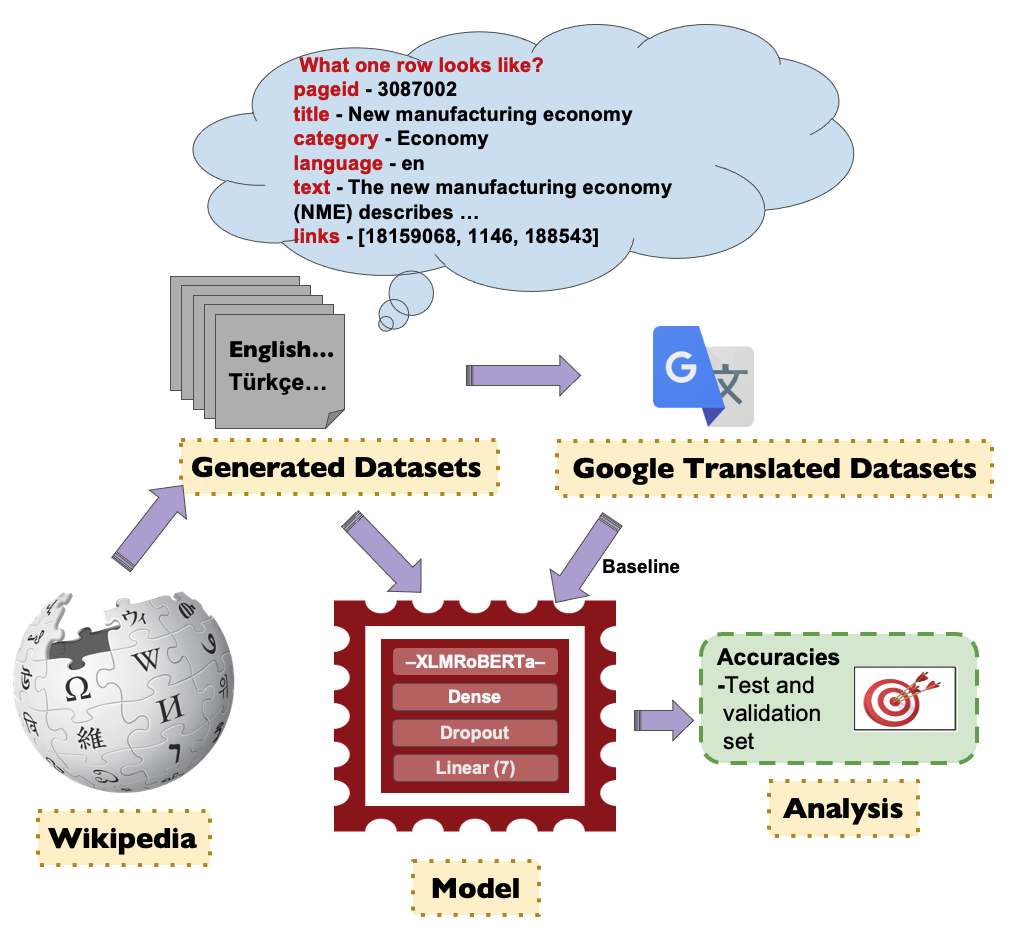 What one row looks like?
pageid - 3087002
title - New manufacturing economy
category - Economy
language - en
text - The new manufacturing economy
(NME) describes …
links - [18159068, 1146, 188543]
English...
Türkçe...
G
文
Generated Datasets
Google Translated Datasets
Baseline
Ω
W
И
維
ウィ
–XLMRoBERTa–
Dense
Dropout
Linear (7)
Accuracies
-Test and
validation
set
Wikipedia
Analysis
Model